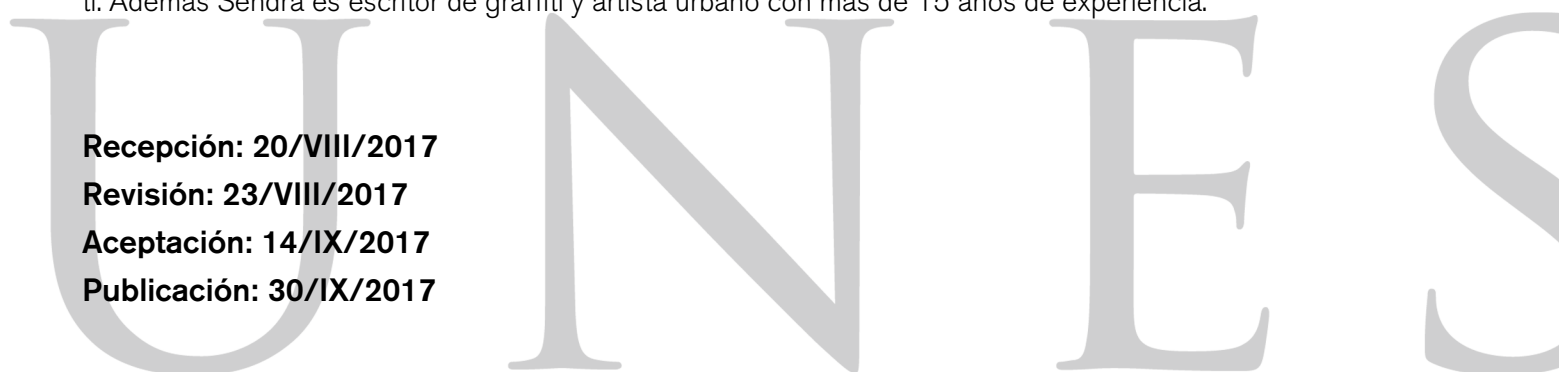 ti. Además Sendra es escritor de graffiti y artista urbano con más de 15 años de experiencia.
UNES
Recepción: 20/VIII/2017
Revisión: 23/VIII/2017
Aceptación: 14/IX/2017
Publicación: 30/IX/2017